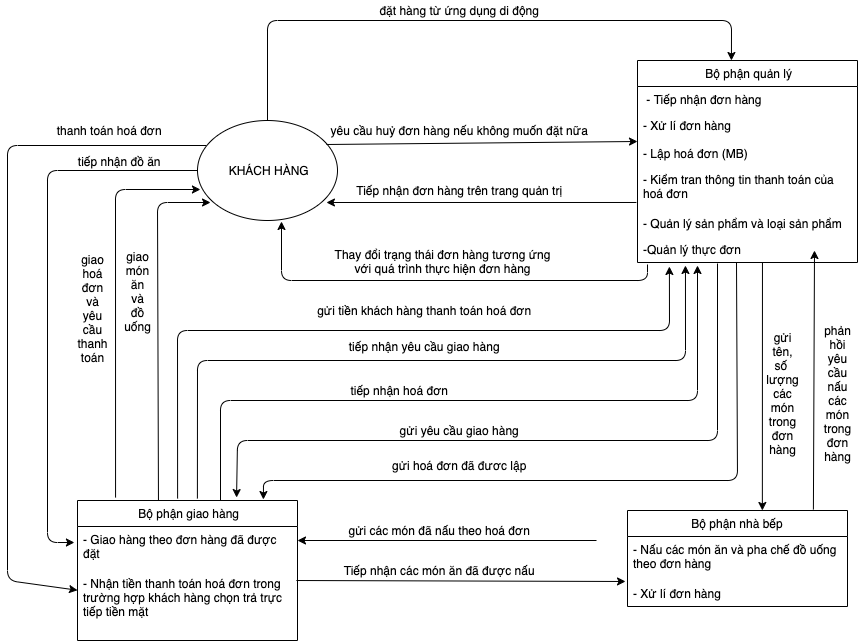 đặt hàng từ ứng dụng di động
Bộ phận quản lý
- Tiếp nhận đơn hàng
- Xử lí đơn hàng
- Lập hoá đơn (MB)
- Kiểm tran thông tin thanh toán của
hoá đơn
- Quản lý sản phẩm và loại sản phẩm
-Quản lý thực đơn
thanh toán hoá đơn
yêu cầu huỷ đơn hàng nếu không muốn đặt nữa
tiếp nhận đồ ăn
KHÁCH HÀNG
Tiếp nhận đơn hàng trên trang quản trị
Thay đổi trạng thái đơn hàng tương ứng
với quá trình thực hiện đơn hàng
giao
hoá
đơn
và
yêu
cầu
thanh
toán
giao
món
ăn
và
đồ
uống
gửi tiền khách hàng thanh toán hoá đơn
tiếp nhận yêu cầu giao hàng
tiếp nhận hoá đơn
gửi yêu cầu giao hàng
gửi hoá đơn đã đươc lập
gửi
tên,
số
lượng
các
món
trong
đơn
hàng
phản
hồi
yêu
cầu
nấu
các
món
trong
đơn
hàng
Bộ phận giao hàng
- Giao hàng theo đơn hàng đã được
đặt
- Nhận tiền thanh toán hoá đơn trong
trường hợp khách hàng chọn trả trực
tiếp tiền mặt
gửi các món đã nấu theo hoá đơn
Tiếp nhận các món ăn đã được nấu
Bộ phận nhà bếp
- Nấu các món ăn và pha chế đồ uống
theo đơn hàng
- Xử lí đơn hàng